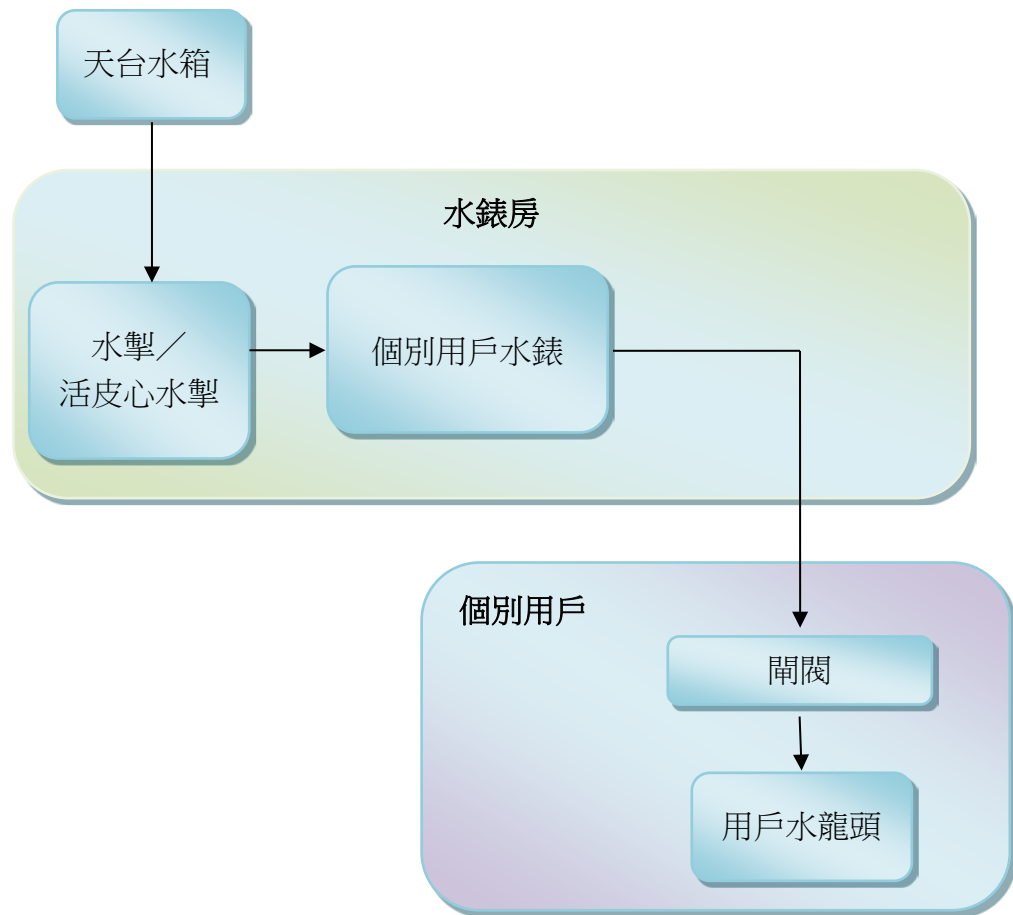 天台水箱
水錶房
水掣／
活皮心水掣
個別用戶水錶
個別用戶
閘閥
用戶水龍頭